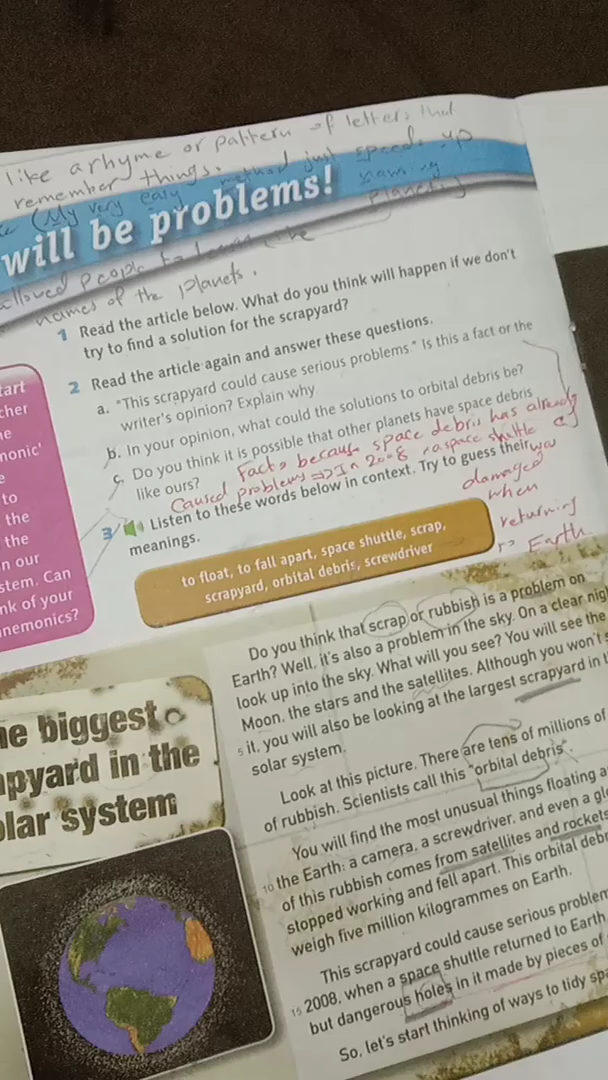 like a rhyme or pattern of letters that
remember things.
(My very easy method just speeds up
naming
planets)
will be problems!
allowed people to the
names of the planets.
1 Read the article below. What do you think will happen if we don't
try to find a solution for the scrapyard?
2 Read the article again and answer these questions.
a. "This scrapyard could cause serious problems." Is this a fact or the
writer's opinion? Explain why.
b. In your opinion, what could the solutions to orbital debris be?
c. Do you think it is possible that other planets have space debris
like ours?
Fact, because space debris has already
caused problems => In 2008 a space shuttle
was
damaged
when
returning
to Earth
3 Listen to these words below in context. Try to guess their
meanings.
to float, to fall apart, space shuttle, scrap,
scrapyard, orbital debris, screwdriver
tart
cher
he
monic'
e
to
the
the
n our
stem. Can
nk of your
nemonics?
he biggest
apyard in the
olar system
Do you think that scrap or rubbish is a problem on
Earth? Well, it's also a problem in the sky. On a clear nigh
look up into the sky. What will you see? You will see the
Moon, the stars and the satellites. Although you won't s
5 it, you will also be looking at the largest scrapyard in t
solar system.
Look at this picture. There are tens of millions of
of rubbish. Scientists call this "orbital debris".
You will find the most unusual things floating a
10 the Earth: a camera, a screwdriver, and even a gl
of this rubbish comes from satellites and rockets
stopped working and fell apart. This orbital debr
weigh five million kilogrammes on Earth.
This scrapyard could cause serious problem
15 2008, when a space shuttle returned to Earth
but dangerous holes in it made by pieces of
So, let's start thinking of ways to tidy spa